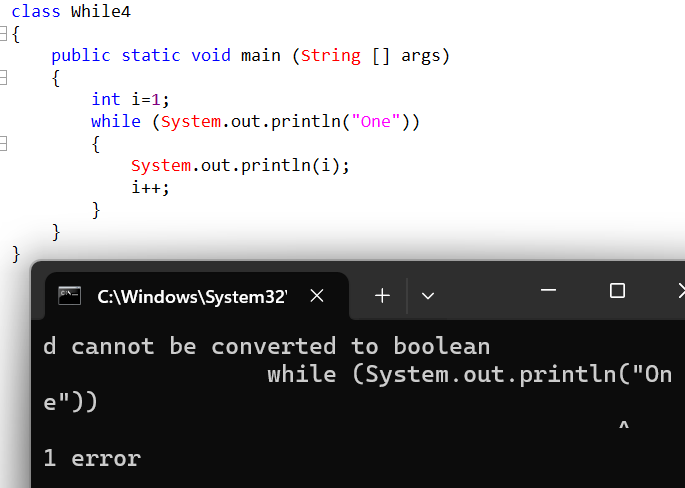 class While4
{
    public static void main (String [] args)
    {
        int i=1;
        while (System.out.println("One"))
        {
            System.out.println(i);
            i++;
        }
    }
}
C:\Windows\System32
d cannot be converted to boolean
                while (System.out.println("On
e"))
                                         ^
1 error